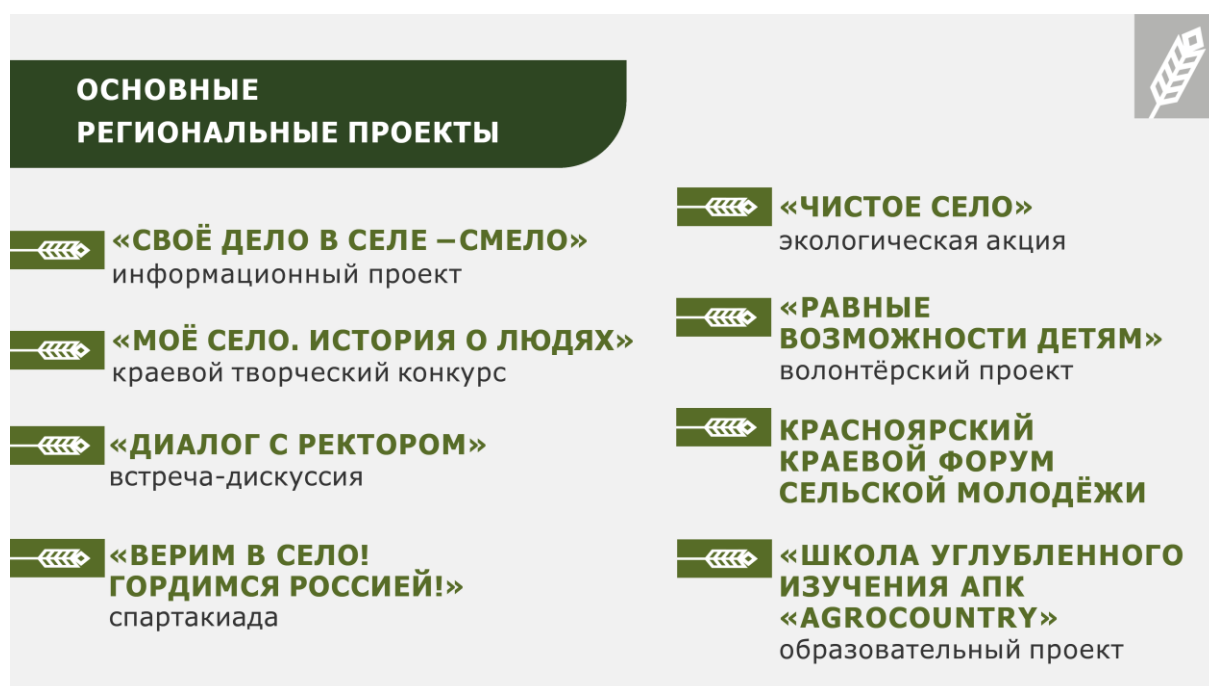 ОСНОВНЫЕ
РЕГИОНАЛЬНЫЕ ПРОЕКТЫ
«СВОЁ ДЕЛО В СЕЛЕ –СМЕЛО»
информационный проект
«МОЁ СЕЛО. ИСТОРИЯ О ЛЮДЯХ»
краевой творческий конкурс
«ДИАЛОГ С РЕКТОРОМ»
встреча-дискуссия
«ВЕРИМ В СЕЛО!
ГОРДИМСЯ РОССИЕЙ!»
спартакиада
«ЧИСТОЕ СЕЛО»
экологическая акция
«РАВНЫЕ
ВОЗМОЖНОСТИ ДЕТЯМ»
волонтёрский проект
КРАСНОЯРСКИЙ
КРАЕВОЙ ФОРУМ
СЕЛЬСКОЙ МОЛОДЁЖИ
«ШКОЛА УГЛУБЛЕННОГО
ИЗУЧЕНИЯ АПК
«AGROCOUNTRY»
образовательный проект